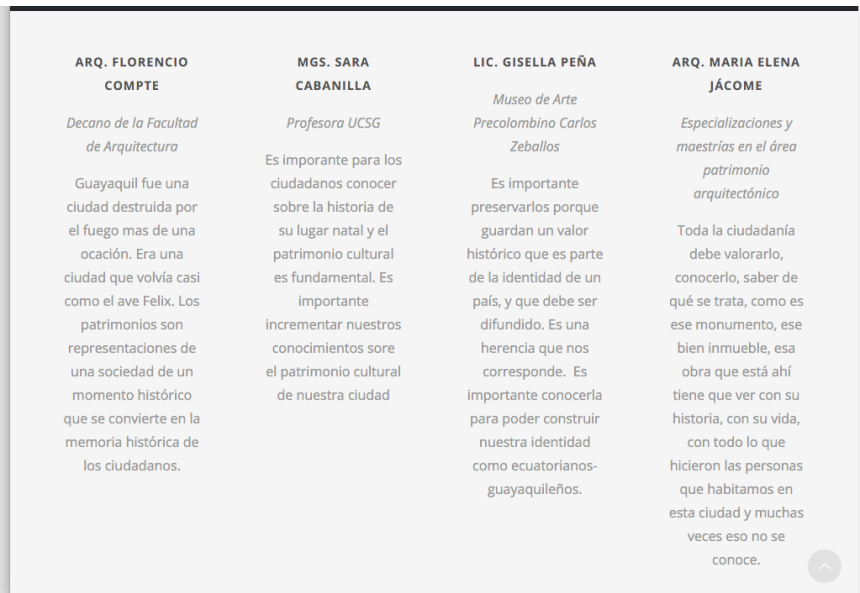 ARQ. FLORENCIO
COMPTE
Decano de la Facultad
de Arquitectura
Guayaquil fue una
ciudad destruida por
el fuego mas de una
ocación. Era una
ciudad que volvía casi
como el ave Felix. Los
patrimonios son
representaciones de
una sociedad de un
momento histórico
que se convierte en la
memoria histórica de
los ciudadanos.
MGS. SARA
CABANILLA
Profesora UCSG
Es imporante para los
ciudadanos conocer
sobre la historia de
su lugar natal y el
patrimonio cultural
es fundamental. Es
importante
incrementar nuestros
conocimientos sore
el patrimonio cultural
de nuestra ciudad
LIC. GISELLA PEÑA
Museo de Arte
Precolombino Carlos
Zeballos
Es importante
preservarlos porque
guardan un valor
histórico que es parte
de la identidad de un
país, y que debe ser
difundido. Es una
herencia que nos
corresponde.  Es
importante conocerla
para poder construir
nuestra identidad
como ecuatorianos-
guayaquileños.
ARQ. MARIA ELENA
JÁCOME
Especializaciones y
maestrías en el área
patrimonio
arquitectónico
Toda la ciudadanía
debe valorarlo,
conocerlo, saber de
qué se trata, como es
ese monumento, ese
bien inmueble, esa
obra que está ahí
tiene que ver con su
historia, con su vida,
con todo lo que
hicieron las personas
que habitamos en
esta ciudad y muchas
veces eso no se
conoce.